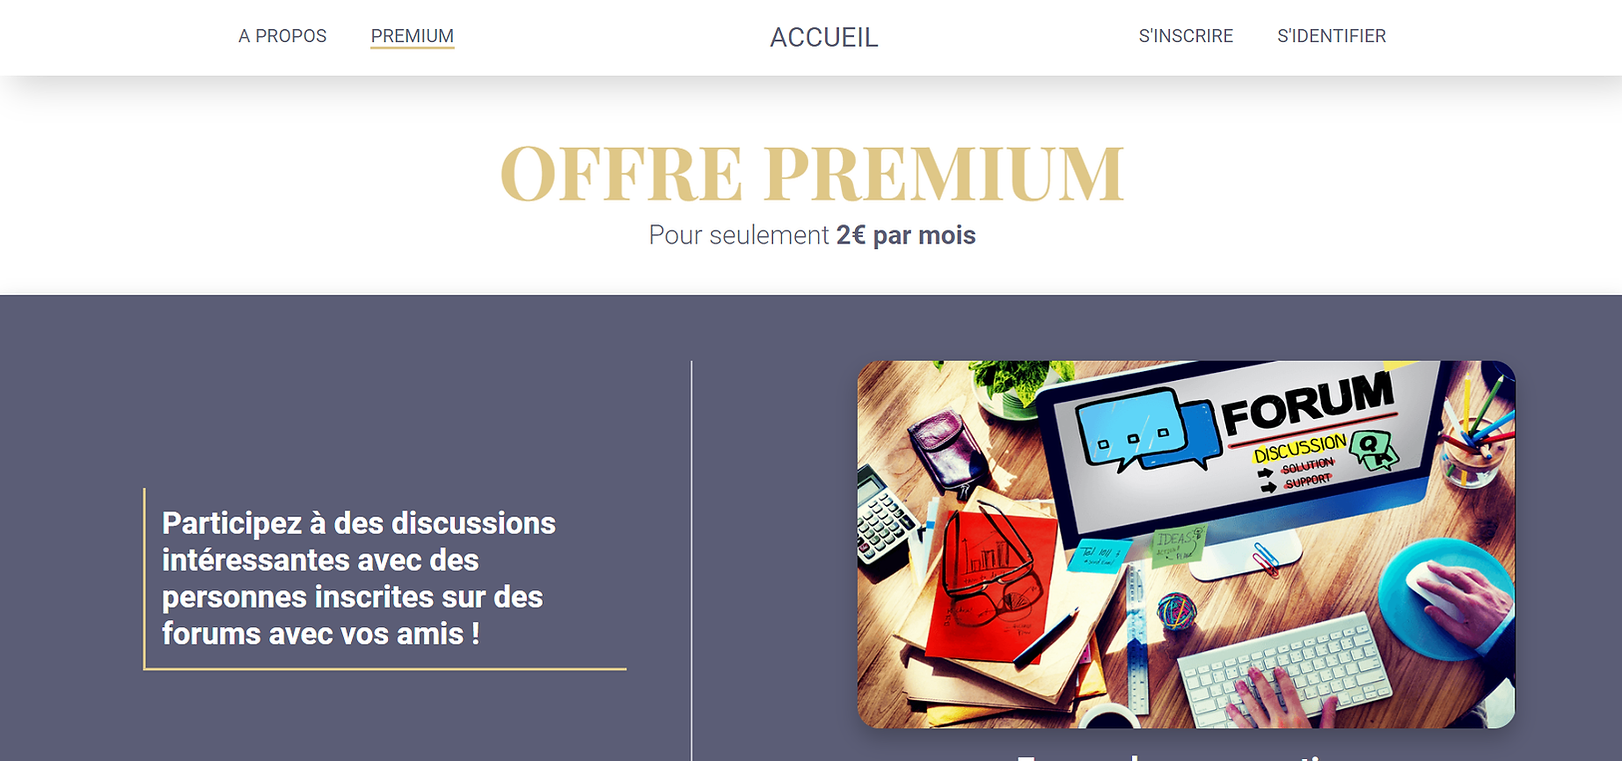 A PROPOS
PREMIUM
ACCUEIL
S'INSCRIRE
S'IDENTIFIER
OFFRE PREMIUM
Pour seulement 2€ par mois
Participez à des discussions
intéressantes avec des
personnes inscrites sur des
forums avec vos amis !
FORUM
DISCUSSION
SOLUTION
SUPPORT
Q
IDEAS